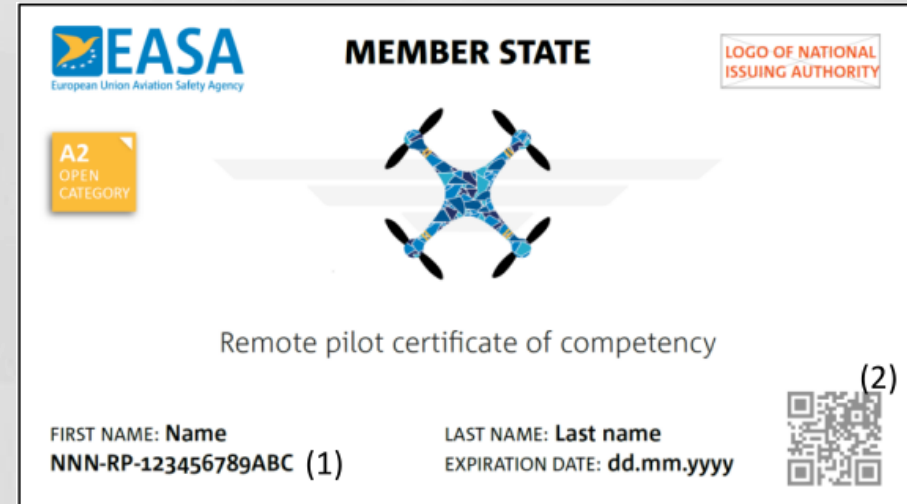 EASA
European Union Aviation Safety Agency
MEMBER STATE
LOGO OF NATIONAL
ISSUING AUTHORITY
A2
OPEN
CATEGORY
Remote pilot certificate of competency
(2)
FIRST NAME: Name
LAST NAME: Last name
NNN-RP-123456789ABC (1)
EXPIRATION DATE: dd.mm.yyyy